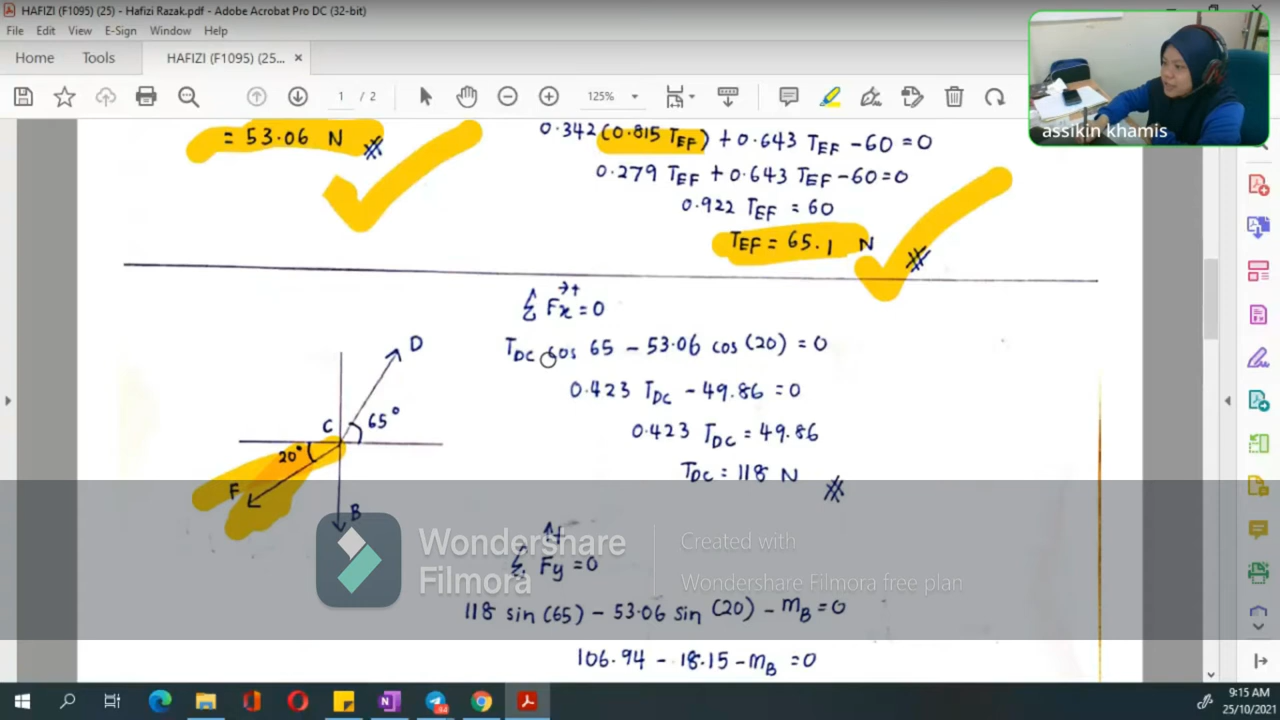 HAFIZI (F1095) (25) - Hafizi Razak.pdf - Adobe Acrobat Pro DC (32-bit)
File Edit View E-Sign Window Help
Home Tools HAFIZI (F1095) (25... ×
1 / 2 125%
assikin khamis
= 53.06 N
0.342 (0.815 TEF) + 0.643 TEF - 60 = 0
0.279 TEF + 0.643 TEF - 60 = 0
0.922 TEF = 60
TEF = 65.1 N
Σ Fx = 0
TDC cos 65 - 53.06 cos (20) = 0
0.423 TDC - 49.86 = 0
0.423 TDC = 49.86
TDC = 118 N
D
C 65°
20°
F
B
Σ Fy = 0
118 sin (65) - 53.06 sin (20) - mB = 0
106.94 - 18.15 - mB = 0
Wondershare
Filmora
Created with
Wondershare Filmora free plan
94
9:15 AM
25/10/2021